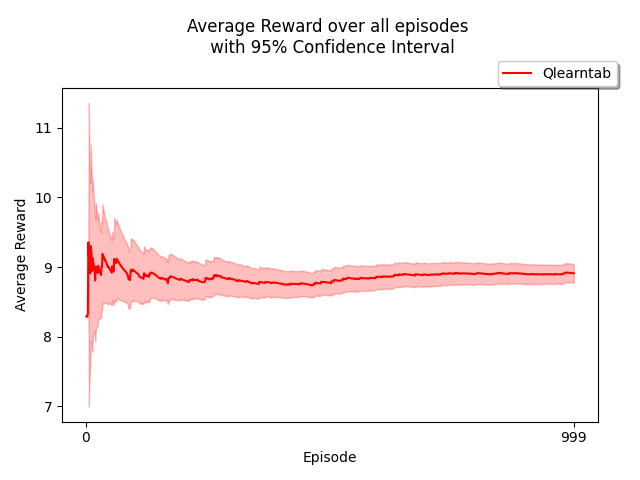 Average Reward over all episodes
with 95% Confidence Interval
Qlearntab
11
10
9
8
7
Average Reward
0
999
Episode